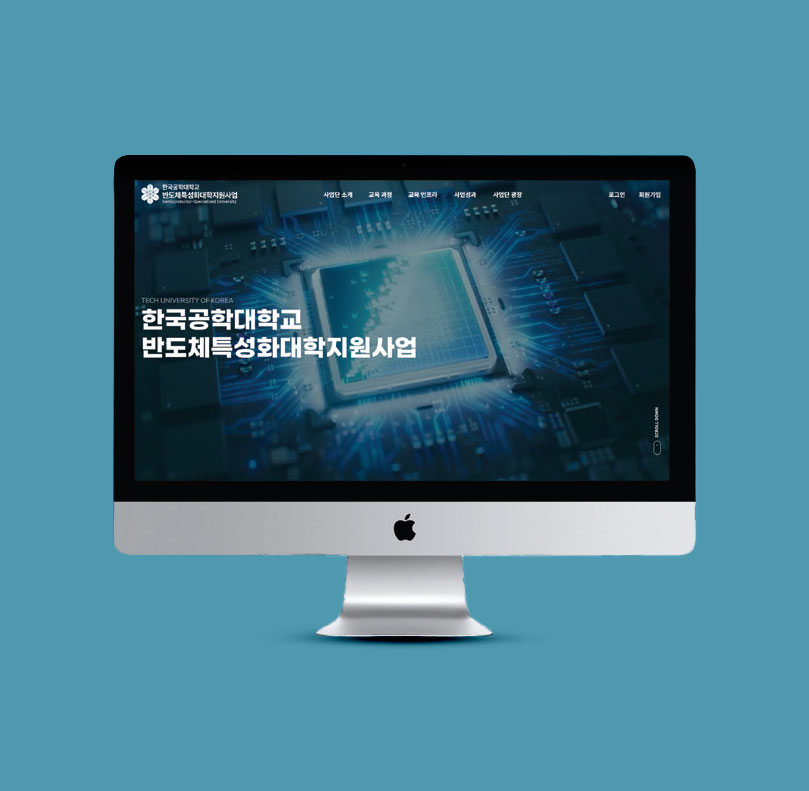 한국공학대학교
반도체특성화대학지원사업
Semiconductor-Specialized University
사업단 소개 교육 과정 교육 인프라 사업성과 사업단 광장 로그인 회원가입
TECH UNIVERSITY OF KOREA
한국공학대학교
반도체특성화대학지원사업
SCROLL DOWN